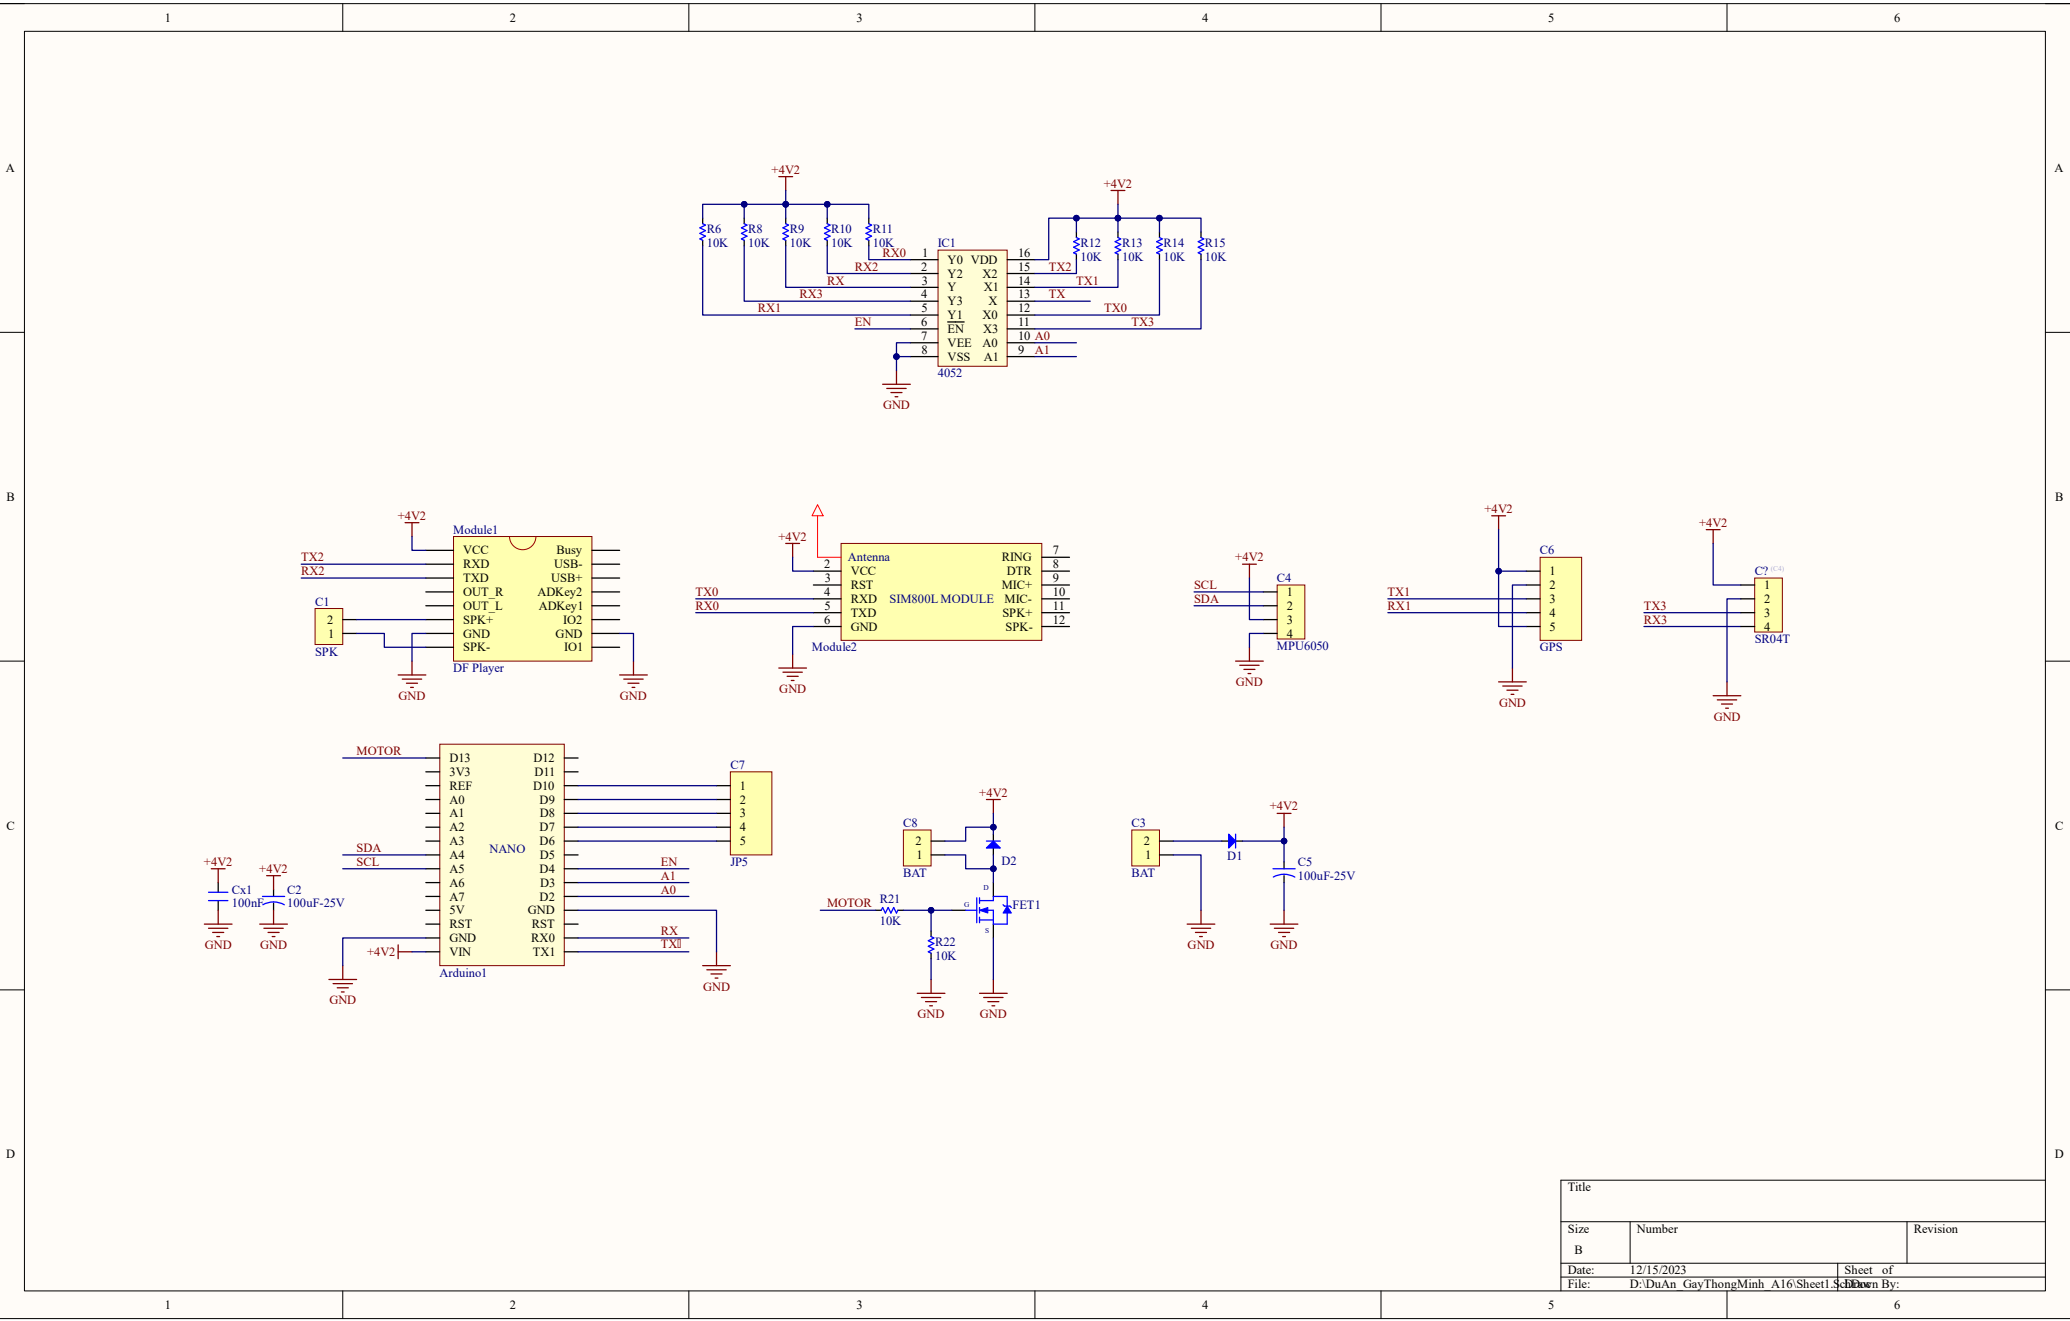 1 2 3 4 5 6
A A
+4V2
+4V2
R6 R8 R9 R10 R11
10K 10K 10K 10K 10K
R12 R13 R14 R15
10K 10K 10K 10K
IC1
RX0 1 Y0 VDD 16
RX2 2 Y2 X2 15 TX2
RX 3 Y X1 14 TX1
RX3 4 Y3 X 13 TX
RX1 5 Y1 X0 12 TX0
EN 6 EN X3 11 TX3
7 VEE A0 10 A0
8 VSS A1 9 A1
4052
GND
B B
+4V2
Module1
VCC Busy
TX2 RXD USB-
RX2 TXD USB+
OUT_R ADKey2
OUT_L ADKey1
SPK+ IO2
GND GND
SPK- IO1
DF Player
C1
2
1
SPK
GND GND
+4V2
Antenna RING 7
2 VCC DTR 8
3 RST MIC+ 9
TX0 4 RXD SIM800L MODULE MIC- 10
RX0 5 TXD SPK+ 11
6 GND SPK- 12
Module2
GND
+4V2
C4
SCL 1
SDA 2
3
4
MPU6050
GND
+4V2
C6
1
2
TX1 3
RX1 4
5
GPS
GND
+4V2
C? (C4)
1
2
TX3 3
RX3 4
SR04T
GND
C C
MOTOR D13 D12
3V3 D11
REF D10
A0 D9
A1 D8
A2 D7
A3 D6
SDA A4 NANO D5
SCL A5 D4 EN
A6 D3 A1
A7 D2 A0
5V GND
RST RST
GND RX0 RX
+4V2 VIN TX1 TX
Arduino1
GND GND
C7
1
2
3
4
5
JP5
+4V2 +4V2
Cx1 C2
100nF 100uF-25V
GND GND
+4V2
C8
2
1
BAT
D2
D
G
S
FET1
MOTOR R21
10K
R22
10K
GND GND
C3
2
1
BAT
D1
+4V2
C5
100uF-25V
GND GND
D D
Title
Size Number Revision
B
Date: 12/15/2023 Sheet of
File: D:\DuAn_GayThongMinh_A16\Sheet1.SchDoc Drawn By:
1 2 3 4 5 6